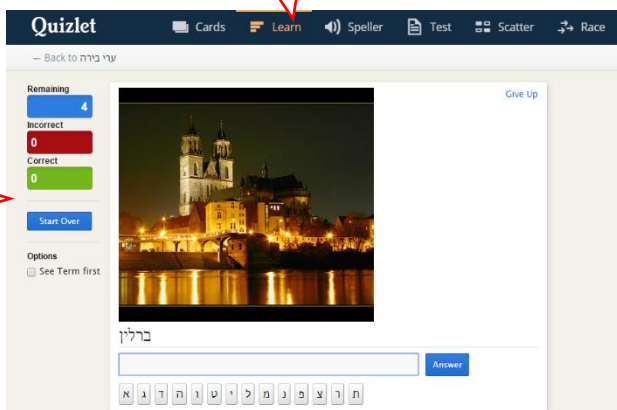 Quizlet
Cards Learn Speller Test Scatter Race
← Back to ערי בירה
Remaining
4
Incorrect
0
Correct
0
Start Over
Options
See Term first
Give Up
ברלין
Answer
א ג ד ה ו ט י ל מ נ פ צ ר ת